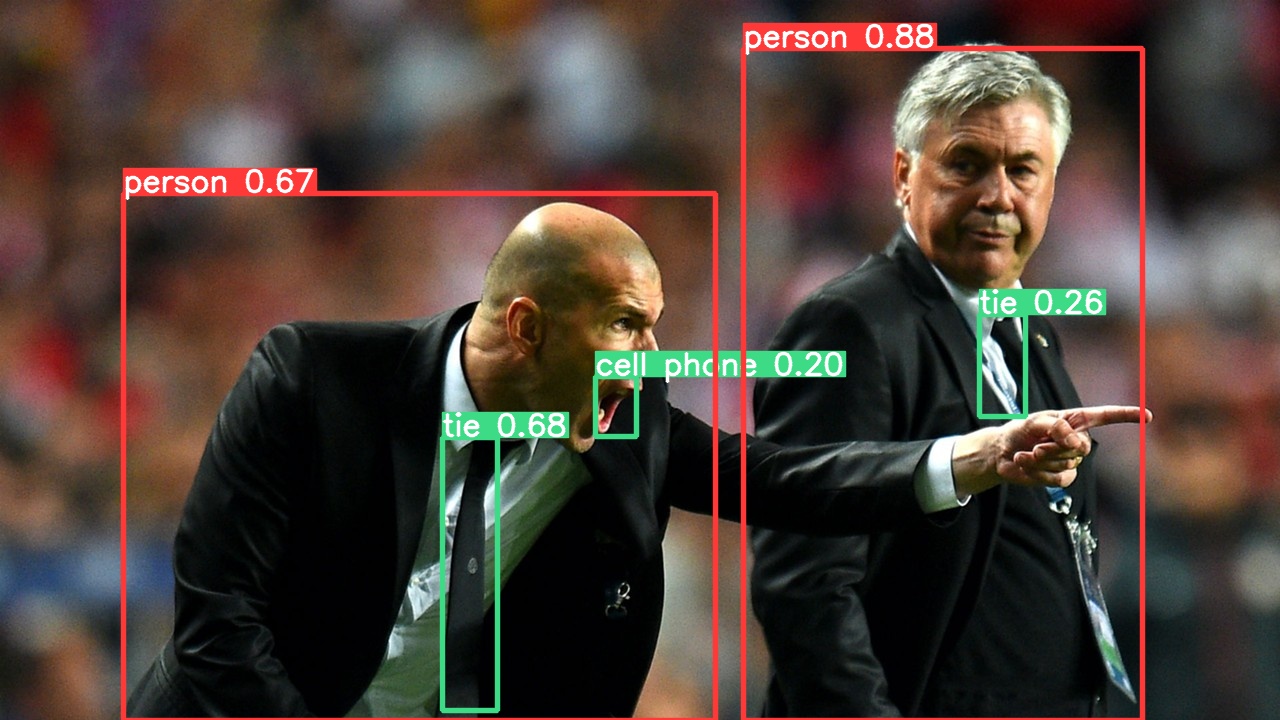 person 0.88
person 0.67
tie 0.26
cell phone 0.20
tie 0.68